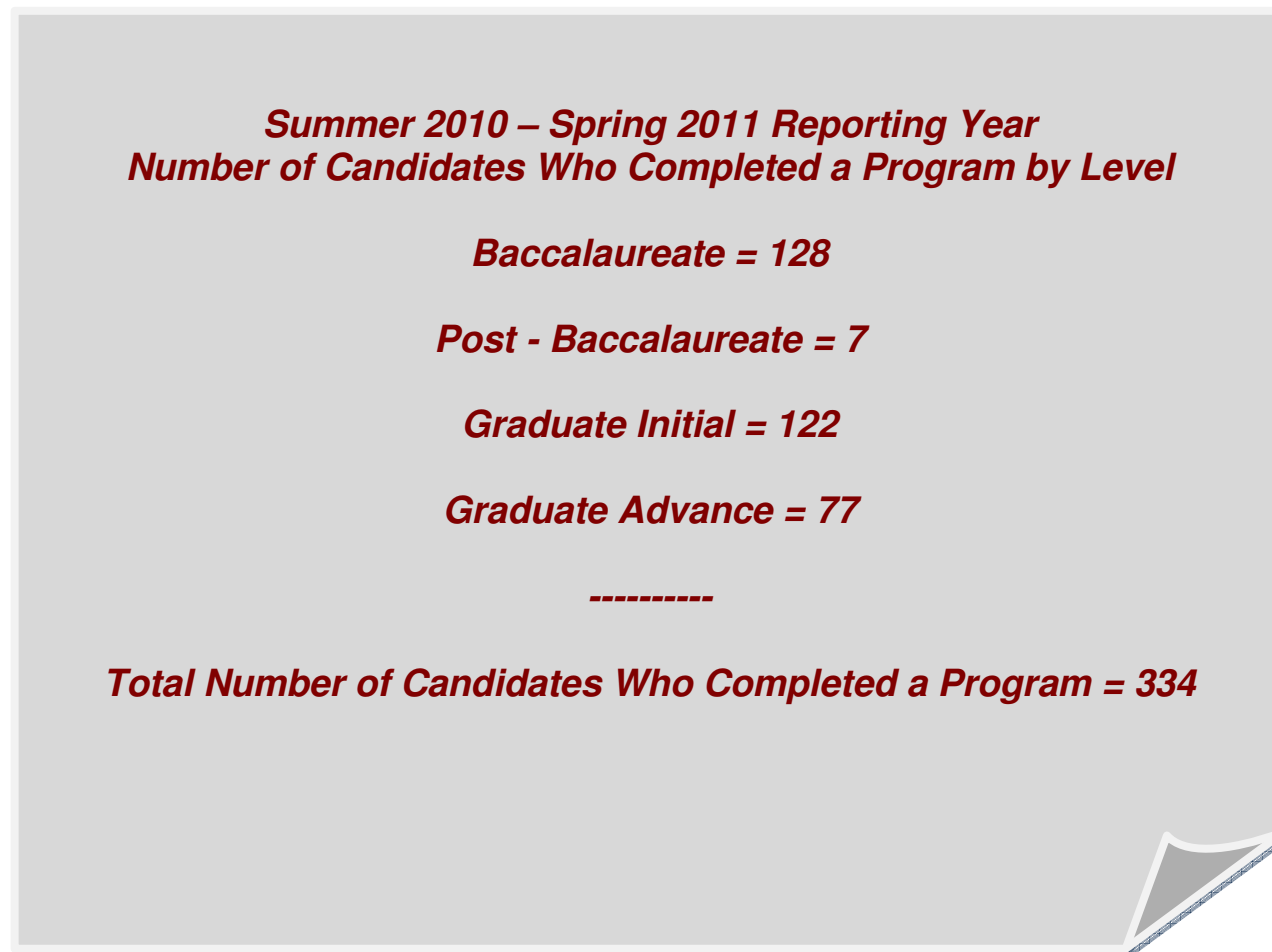 Summer 2010 – Spring 2011 Reporting Year
Number of Candidates Who Completed a Program by Level
Baccalaureate = 128
Post - Baccalaureate = 7
Graduate Initial = 122
Graduate Advance = 77
----------
Total Number of Candidates Who Completed a Program = 334